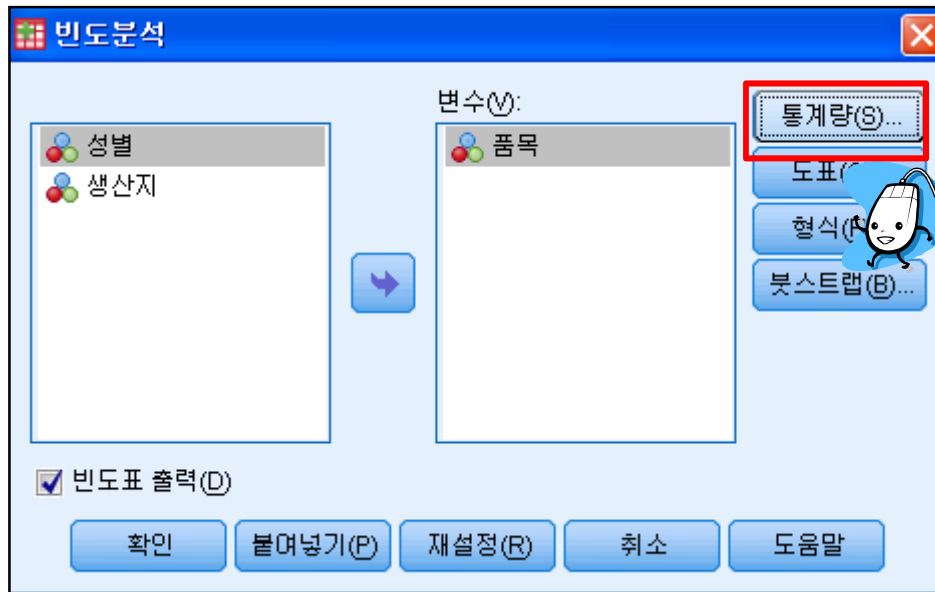 빈도분석
변수(V):
성별
생산지
품목
통계량(S)...
도표(
형식(F)
붓스트랩(B)...
빈도표 출력(D)
확인
붙여넣기(P)
재설정(R)
취소
도움말